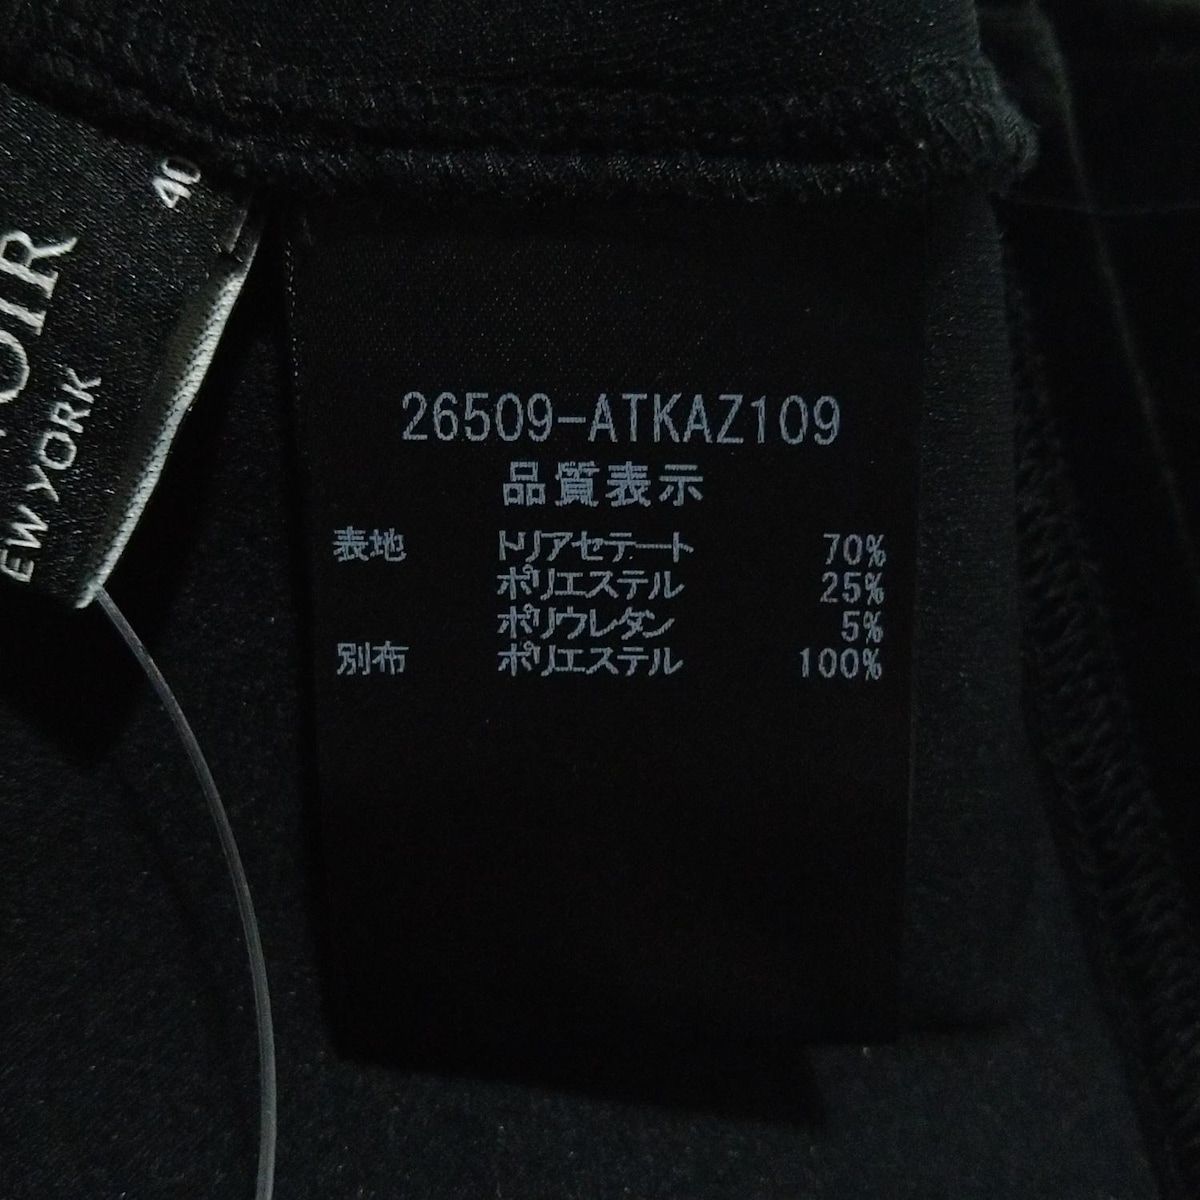 40
OIR
EW YORK
26509-ATKAZ109
品質表示
表地 トリアセテート 70%
ポリエステル 25%
ポリウレタン 5%
別布 ポリエステル 100%